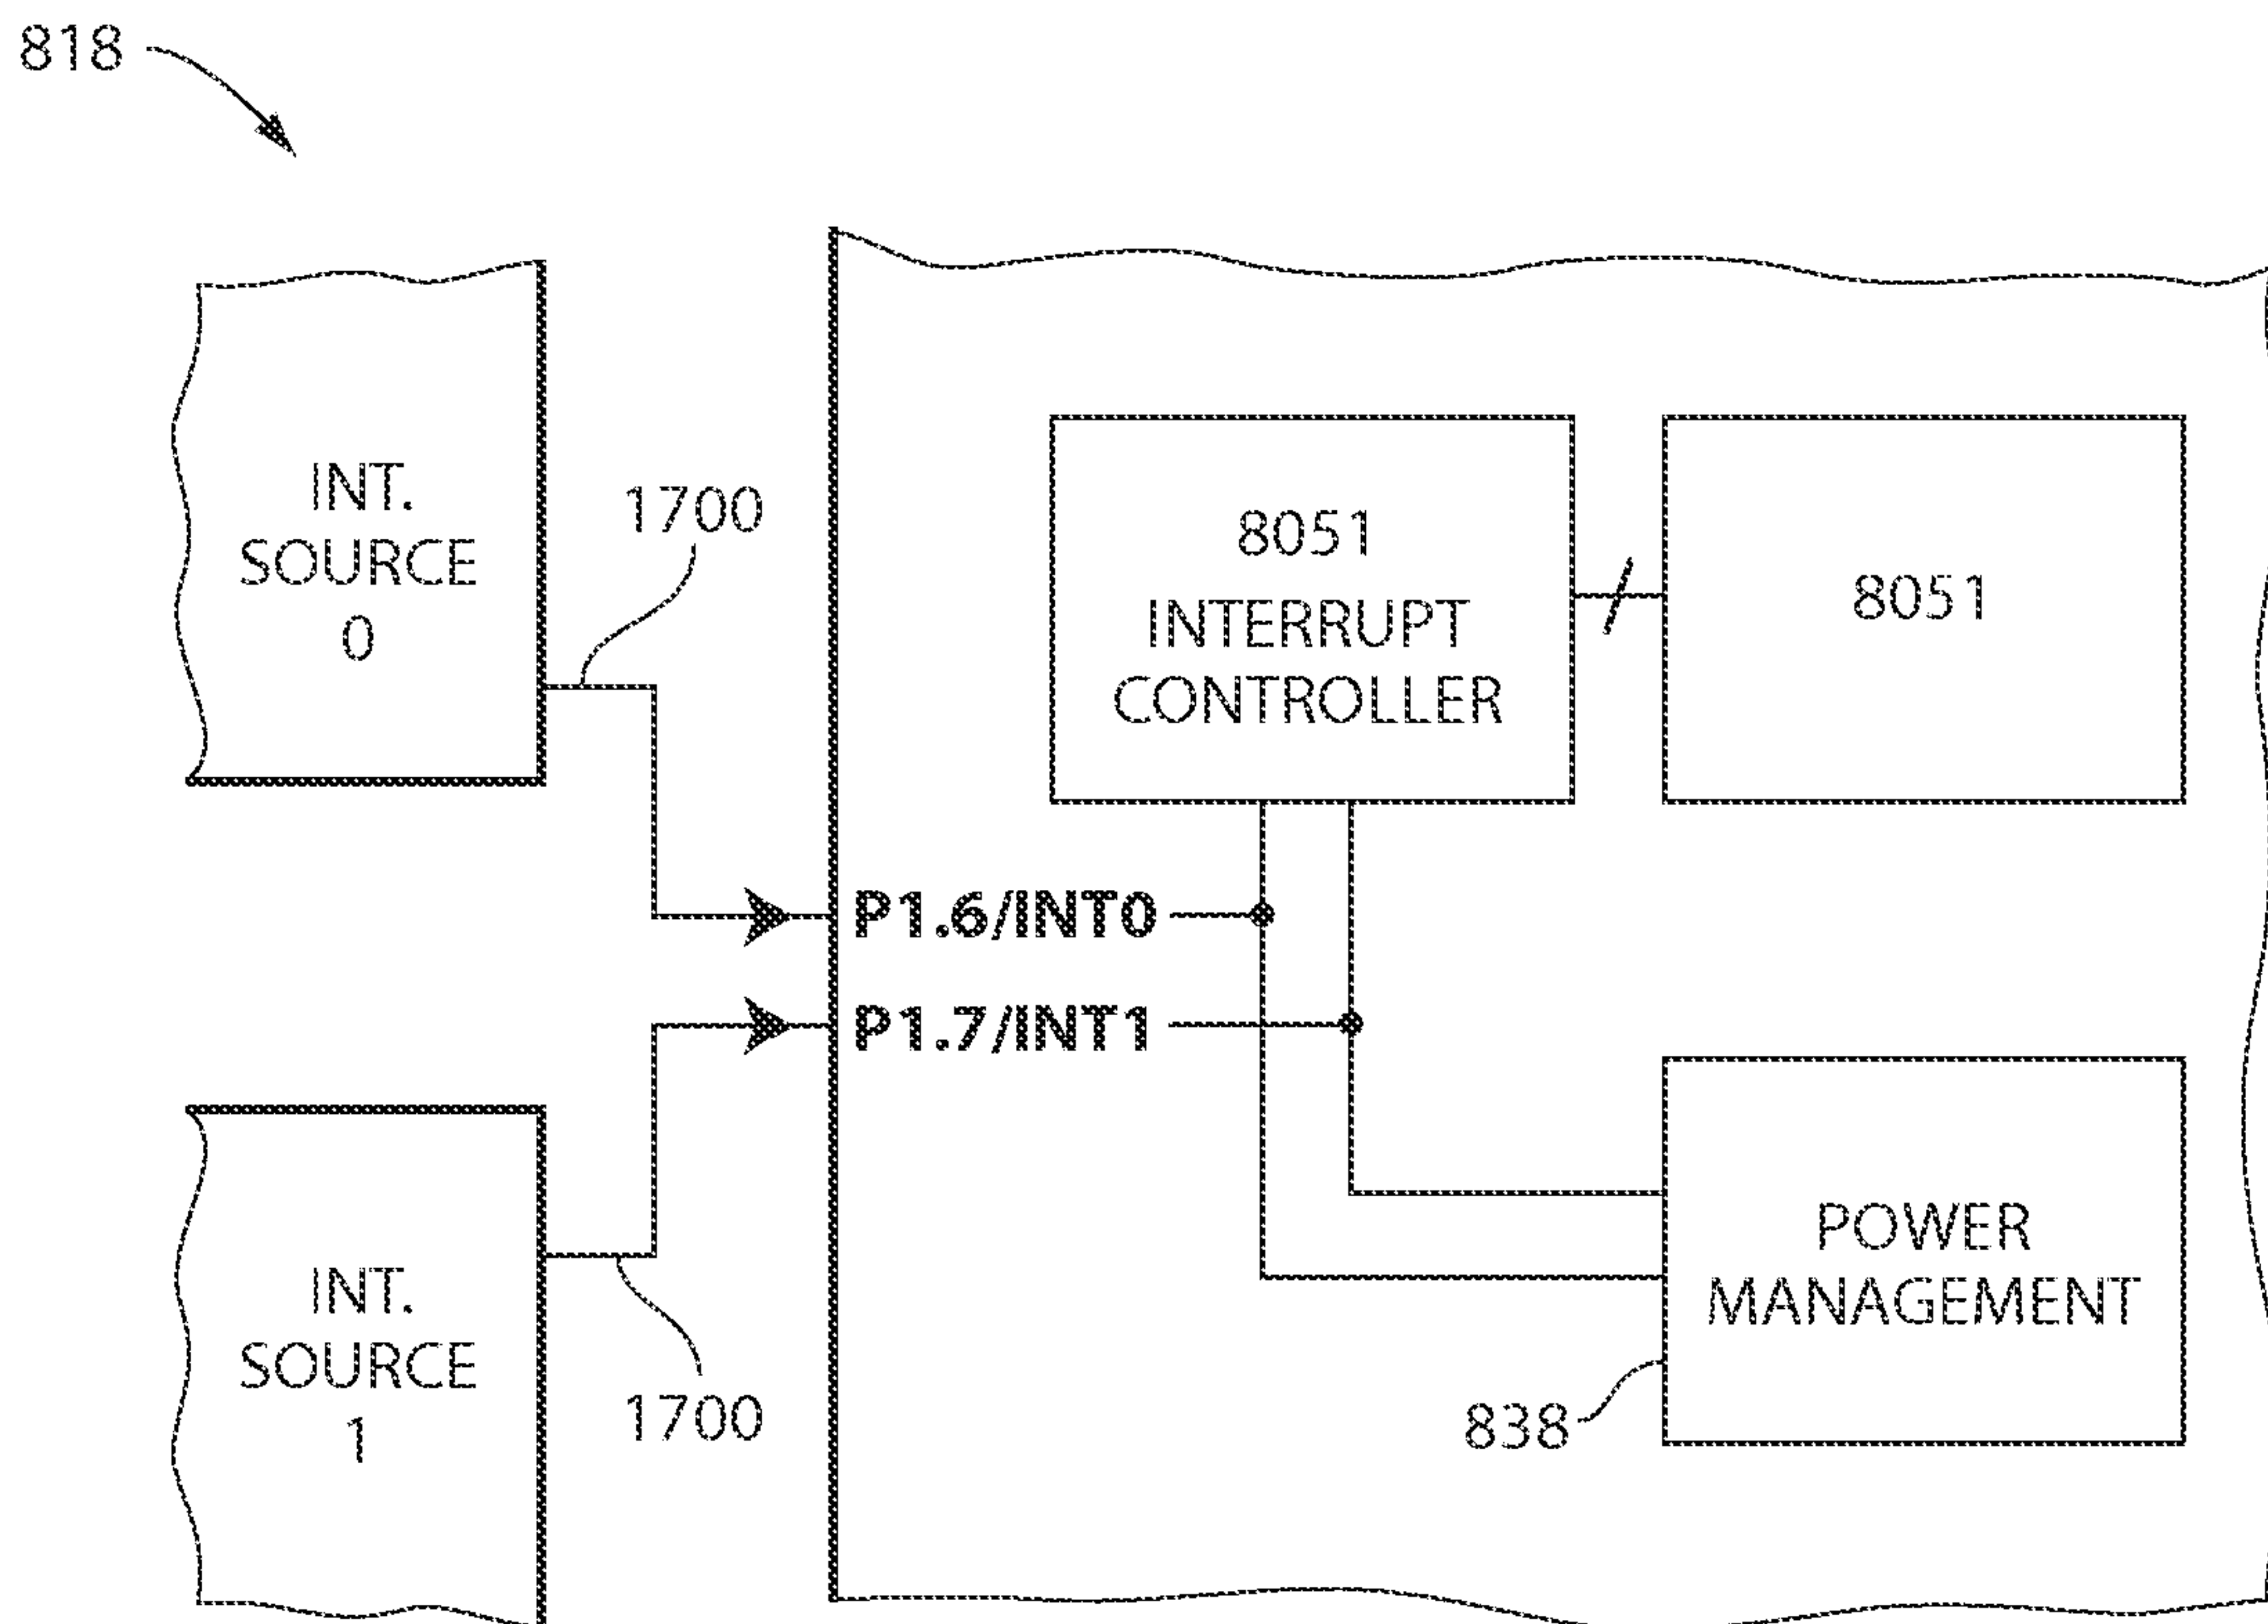 818
INT.
SOURCE
0
1700
8051
INTERRUPT
CONTROLLER
8051
P1.6/INT0
P1.7/INT1
INT.
SOURCE
1
1700
POWER
MANAGEMENT
838